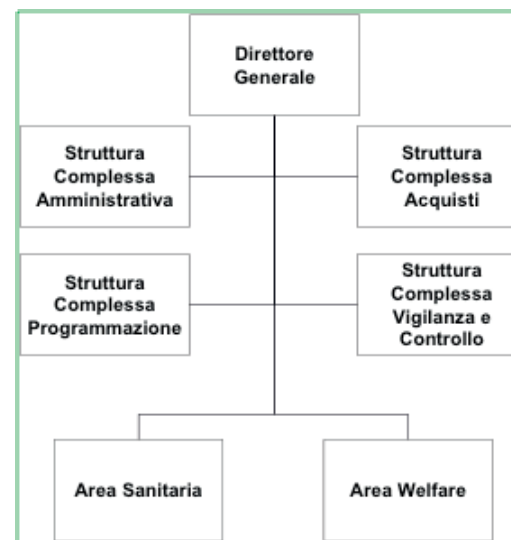 Direttore
Generale
Struttura
Complessa
Amministrativa
Struttura
Complessa
Acquisti
Struttura
Complessa
Programmazione
Struttura
Complessa
Vigilanza e
Controllo
Area Sanitaria
Area Welfare